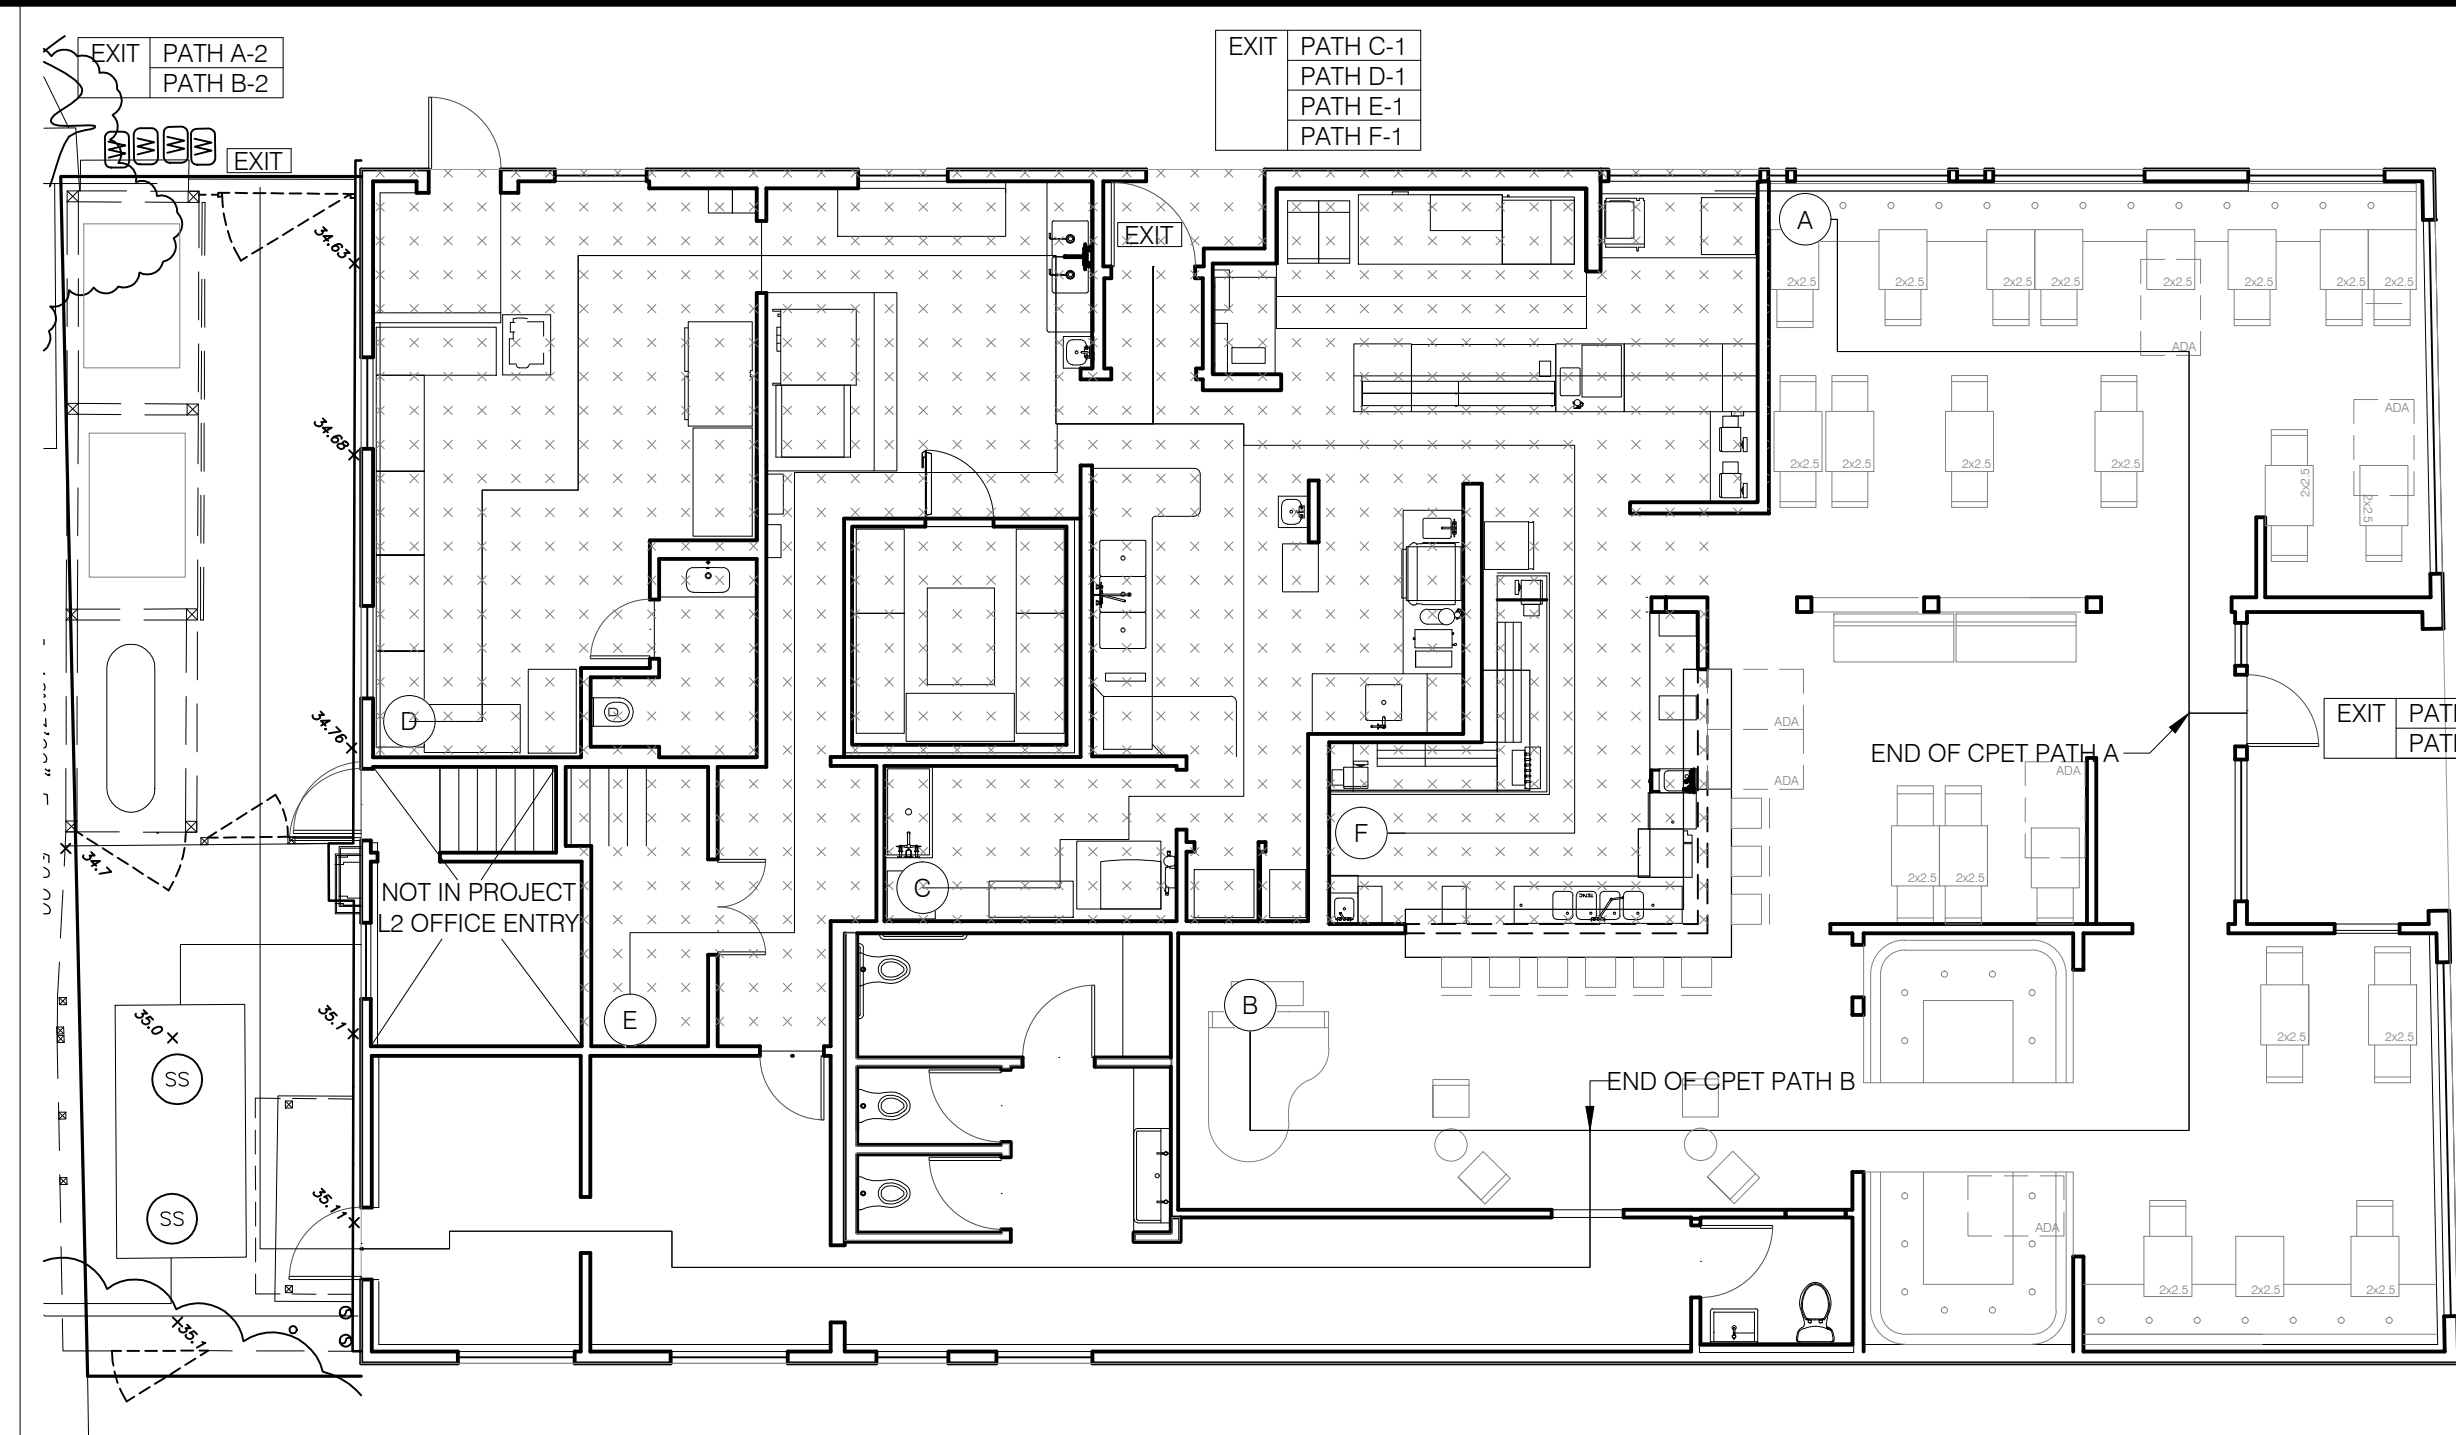 EXIT PATH A-2
PATH B-2
EXIT PATH C-1
PATH D-1
PATH E-1
PATH F-1
W W W W
EXIT
EXIT
A
34.63
2x2.5 2x2.5 2x2.5 2x2.5 2x2.5 2x2.5 2x2.5 2x2.5
ADA
ADA
34.68
2x2.5 2x2.5 2x2.5 2x2.5
2x2.5
2x2.5
D
34.76
ADA
EXIT
END OF CPET PATH A
ADA
ADA
F
34.7
2x2.5 2x2.5
C
NOT IN PROJECT
L2 OFFICE ENTRY
B
E
35.0
35.1
2x2.5 2x2.5
SS
END OF CPET PATH B
35.11
SS
ADA
2x2.5 2x2.5 2x2.5
S
S
35.1